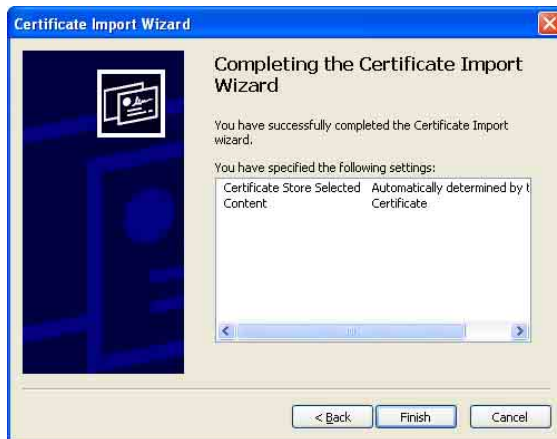 Certificate Import Wizard
Completing the Certificate Import
Wizard
You have successfully completed the Certificate Import
wizard.
You have specified the following settings:
Certificate Store Selected Automatically determined by t
Content Certificate
< Back Finish Cancel